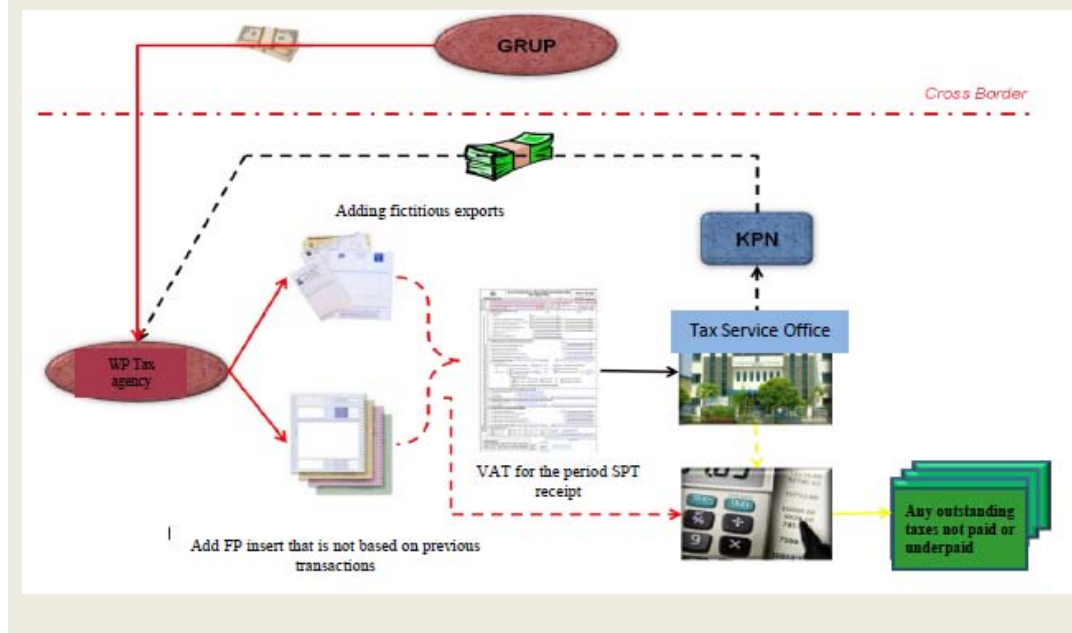 GRUP
Cross Border
Adding fictitious exports
KPN
Tax Service Office
WP Tax
agency
VAT for the period SPT
receipt
Add FP insert that is not based on previous
transactions
Any outstanding
taxes not paid or
underpaid